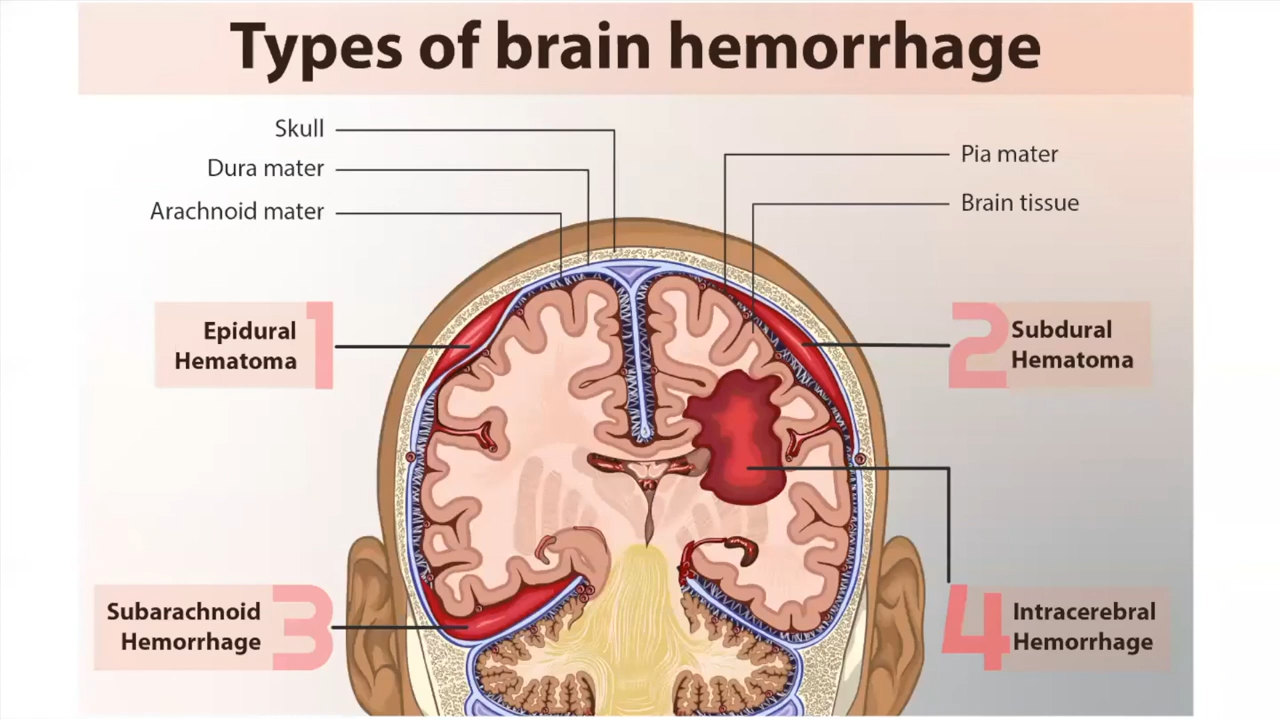 Types of brain hemorrhage
Skull
Dura mater
Arachnoid mater
Pia mater
Brain tissue
1
Epidural
Hematoma
2
Subdural
Hematoma
3
Subarachnoid
Hemorrhage
4
Intracerebral
Hemorrhage